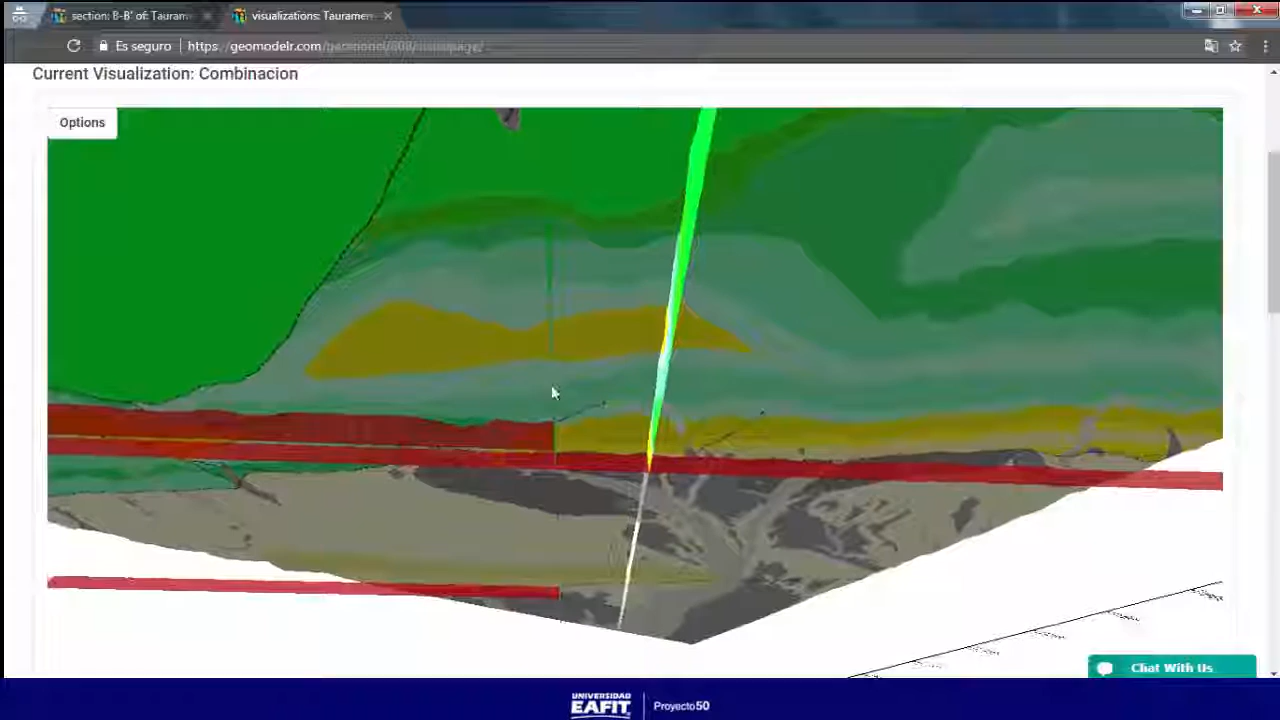 section: B-B' of: Tauram
visualizations: Tauramen
Es seguro
https://geomodelr.com
Current Visualization: Combinacion
Options
Chat With Us
UNIVERSIDAD
EAFIT
Proyecto50